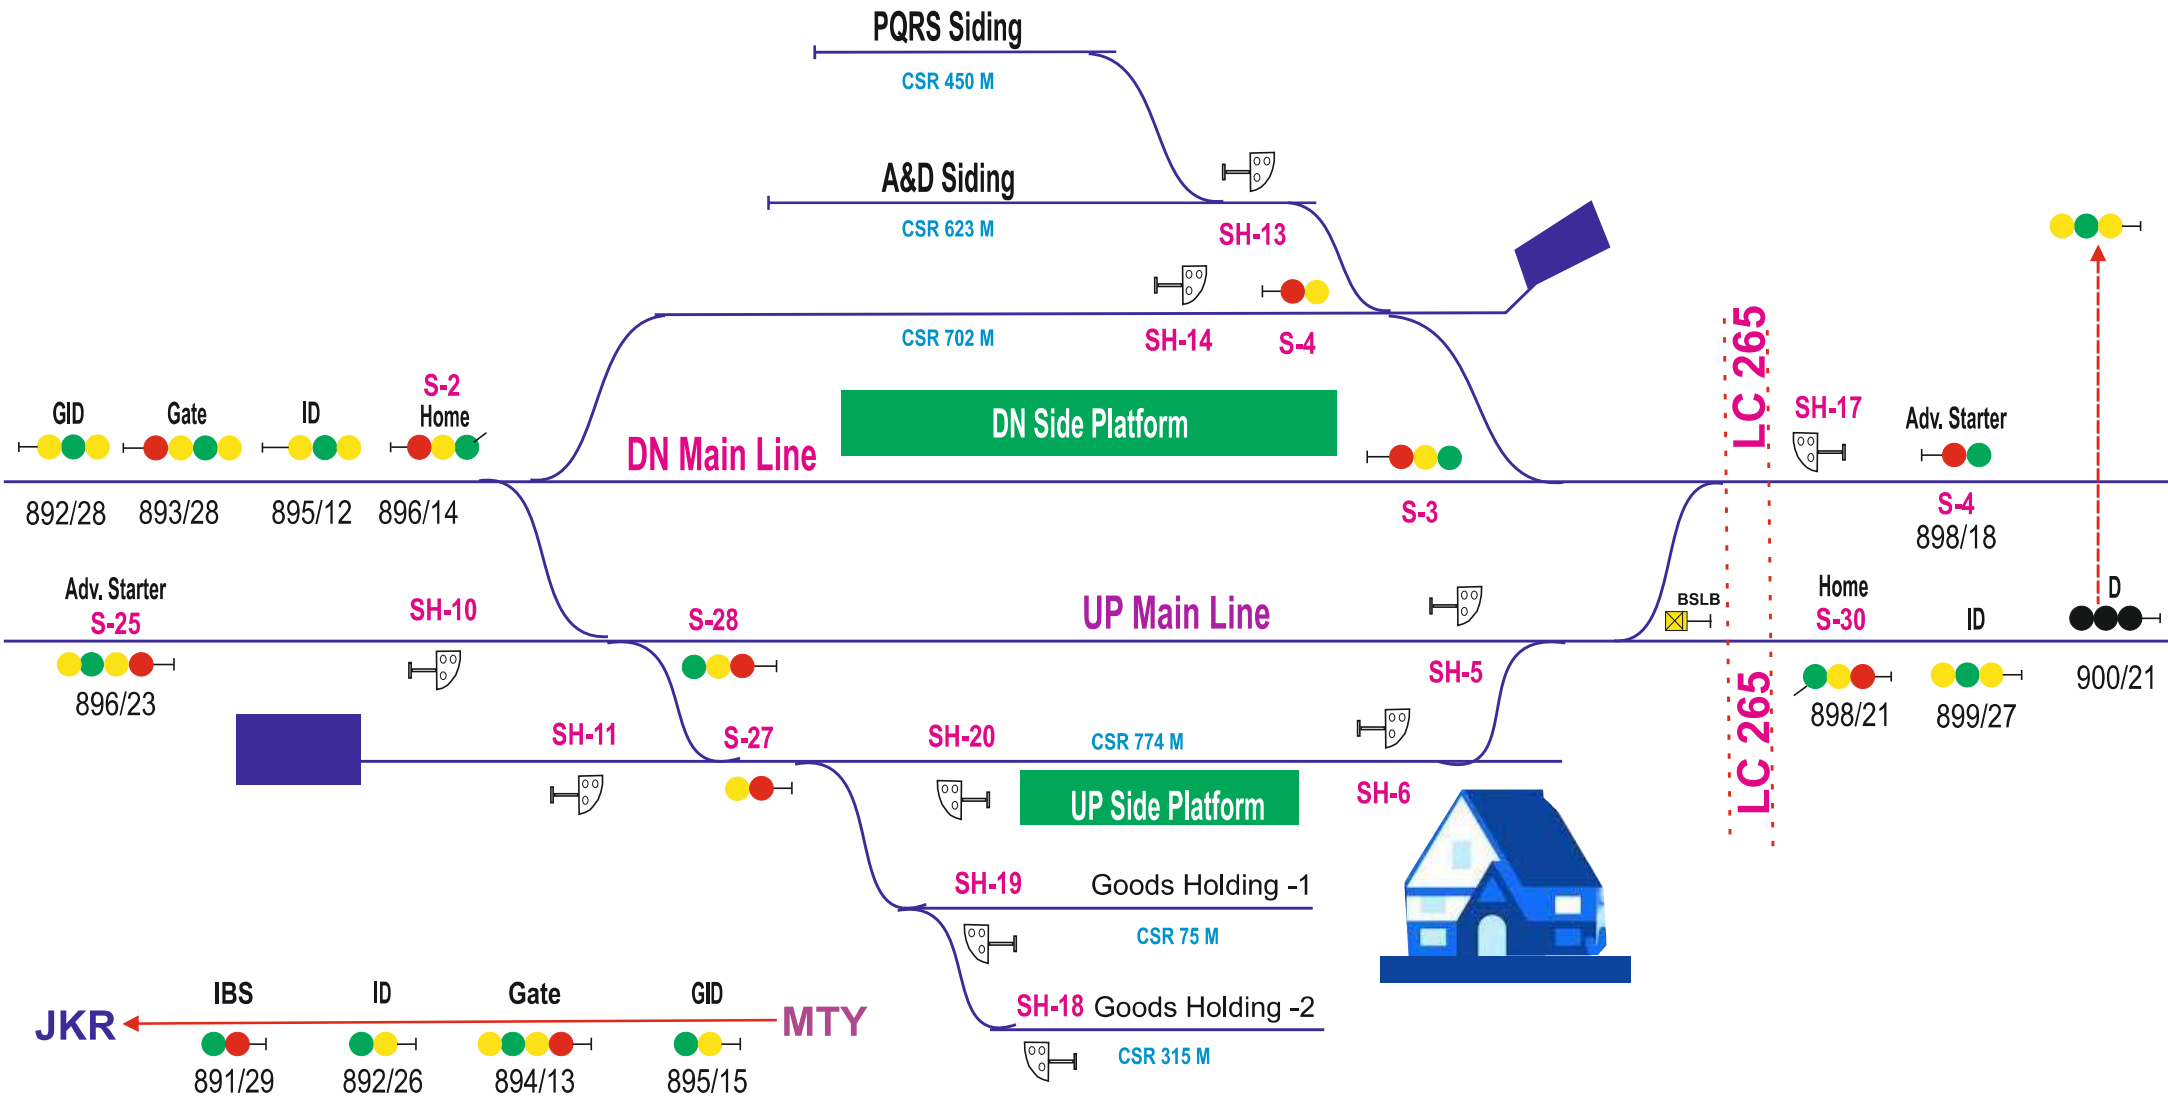 PQRS Siding
CSR 450 M
A&D Siding
CSR 623 M
SH-13
SH-14
S-4
CSR 702 M
LC 265
S-2
GID
Gate
ID
Home
DN Side Platform
DN Main Line
SH-17
Adv. Starter
892/28
893/28
895/12
896/14
S-3
S-4
898/18
Adv. Starter
S-25
SH-10
S-28
UP Main Line
BSLB
Home
S-30
ID
D
896/23
SH-5
898/21
899/27
900/21
LC 265
SH-11
S-27
SH-20
CSR 774 M
UP Side Platform
SH-6
SH-19
Goods Holding -1
CSR 75 M
SH-18
Goods Holding -2
CSR 315 M
IBS
ID
Gate
GID
JKR
MTY
891/29
892/26
894/13
895/15